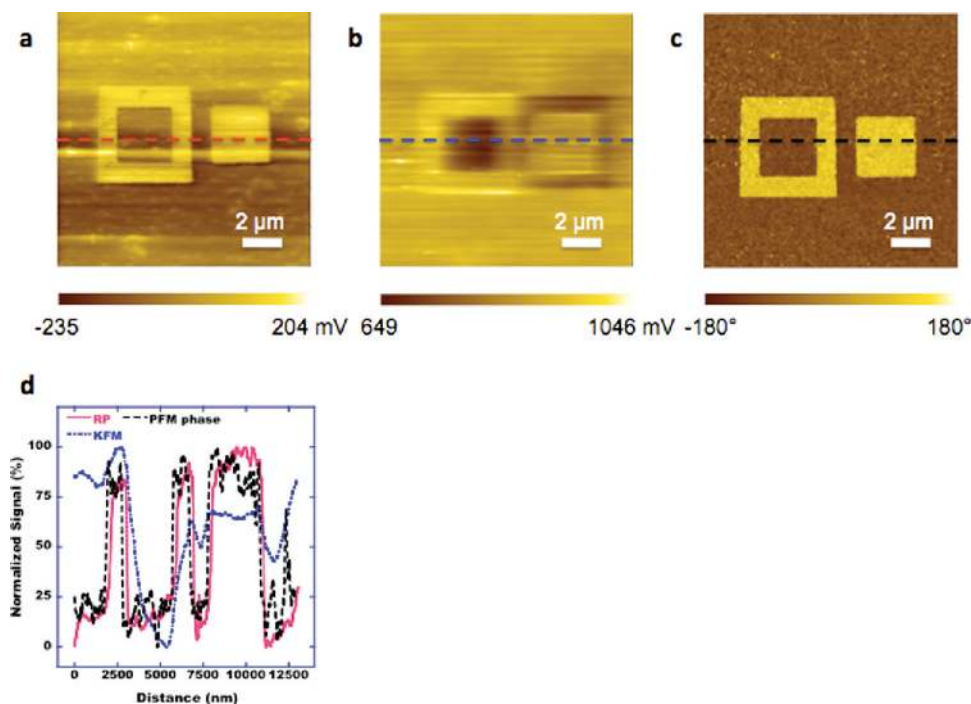 a
b
c
2 μm
2 μm
2 μm
-235 204 mV
649 1046 mV
-180° 180°
d
RP PFM phase
KFM
100
75
50
25
0
Normalized Signal (%)
0 2500 5000 7500 10000 12500
Distance (nm)